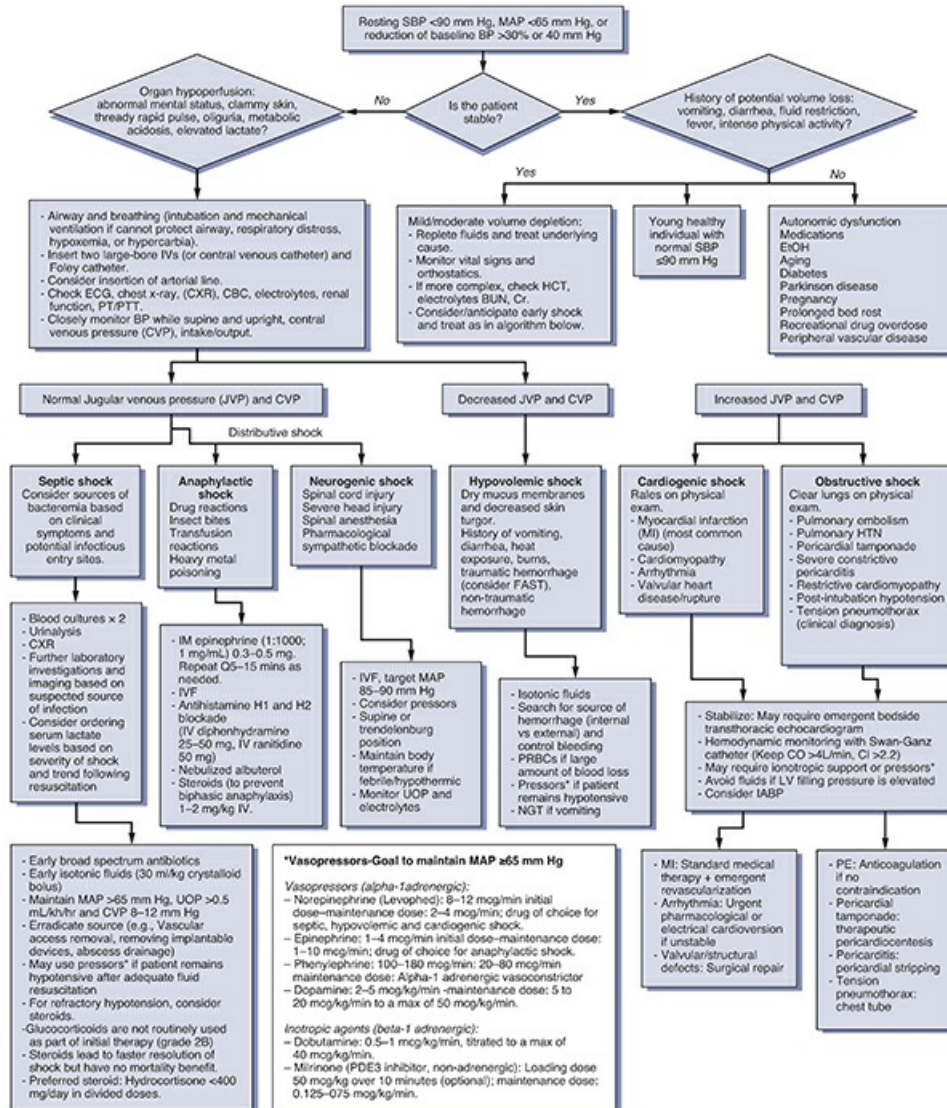 Resting SBP <90 mm Hg, MAP <65 mm Hg, or
reduction of baseline BP >30% or 40 mm Hg
Organ hypoperfusion:
abnormal mental status, clammy skin,
thready rapid pulse, oliguria, metabolic
acidosis, elevated lactate?
No
Is the patient
stable?
Yes
History of potential volume loss:
vomiting, diarrhea, fluid restriction,
fever, intense physical activity?
Yes
No
- Airway and breathing (intubation and mechanical
ventilation if cannot protect airway, respiratory distress,
hypoxemia, or hypercarbia).
- Insert two large-bore IVs (or central venous catheter) and
Foley catheter.
- Consider insertion of arterial line.
- Check ECG, chest x-ray, (CXR), CBC, electrolytes, renal
function, PT/PTT.
- Closely monitor BP while supine and upright, central
venous pressure (CVP), intake/output.
Mild/moderate volume depletion:
- Replete fluids and treat underlying
cause.
- Monitor vital signs and
orthostatics.
- If more complex, check HCT,
electrolytes BUN, Cr.
- Consider/anticipate early shock
and treat as in algorithm below.
Young healthy
individual with
normal SBP
≤90 mm Hg
Autonomic dysfunction
Medications
EtOH
Aging
Diabetes
Parkinson disease
Pregnancy
Prolonged bed rest
Recreational drug overdose
Peripheral vascular disease
Normal Jugular venous pressure (JVP) and CVP
Decreased JVP and CVP
Increased JVP and CVP
Distributive shock
Septic shock
Consider sources of
bacteremia based
on clinical
symptoms and
potential infectious
entry sites.
Anaphylactic
shock
Drug reactions
Insect bites
Transfusion
reactions
Heavy metal
poisoning
Neurogenic shock
Spinal cord injury
Severe head injury
Spinal anesthesia
Pharmacological
sympathetic blockade
Hypovolemic shock
Dry mucus membranes
and decreased skin
turgor.
History of vomiting,
diarrhea, heat
exposure, burns,
traumatic hemorrhage
(consider FAST),
non-traumatic
hemorrhage
Cardiogenic shock
Rales on physical
exam.
- Myocardial infarction
(MI) (most common
cause)
- Cardiomyopathy
- Arrhythmia
- Valvular heart
disease/rupture
Obstructive shock
Clear lungs on physical
exam.
- Pulmonary embolism
- Pulmonary HTN
- Pericardial tamponade
- Severe constrictive
pericarditis
- Restrictive cardiomyopathy
- Post-intubation hypotension
- Tension pneumothorax
(clinical diagnosis)
- Blood cultures × 2
- Urinalysis
- CXR
- Further laboratory
investigations and
imaging based on
suspected source of
infection
- Consider ordering
serum lactate
levels based on
severity of shock
and trend following
resuscitation
- IM epinephrine (1:1000;
1 mg/mL) 0.3–0.5 mg.
Repeat Q5–15 mins as
needed.
- IVF
- Antihistamine H1 and H2
blockade
(IV diphenhydramine
25–50 mg, IV ranitidine
50 mg)
- Nebulized albuterol
- Steroids (to prevent
biphasic anaphylaxis)
1–2 mg/kg IV.
- IVF, target MAP
85–90 mm Hg
- Consider pressors
- Supine or
trendelenburg
position
- Maintain body
temperature if
febrile/hypothermic
- Monitor UOP and
electrolytes
- Isotonic fluids
- Search for source of
hemorrhage (internal
vs external) and
control bleeding
- PRBCs if large
amount of blood loss
- Pressors* if patient
remains hypotensive
- NGT if vomiting
- Stabilize: May require emergent bedside
transthoracic echocardiogram
- Hemodynamic monitoring with Swan-Ganz
catheter (Keep CO >4L/min, CI >2.2)
- May require ionotropic support or pressors*
- Avoid fluids if LV filling pressure is elevated
- Consider IABP
- Early broad spectrum antibiotics
- Early isotonic fluids (30 ml/kg crystalloid
bolus)
- Maintain MAP >65 mm Hg, UOP >0.5
mL/kh/hr and CVP 8–12 mm Hg
- Erradicate source (e.g., Vascular
access removal, removing implantable
devices, abscess drainage)
- May use pressors* if patient remains
hypotensive after adequate fluid
resuscitation
- For refractory hypotention, consider
steroids.
-Glucocorticoids are not routinely used
as part of initial therapy (grade 2B)
- Steroids lead to faster resolution of
shock but have no mortality benefit.
- Preferred steroid: Hydrocortisone <400
mg/day in divided doses.
*Vasopressors-Goal to maintain MAP ≥65 mm Hg
Vasopressors (alpha-1adrenergic):
– Norepinephrine (Levophed): 8–12 mcg/min initial
dose–maintenance dose: 2–4 mcg/min; drug of choice for
septic, hypovolemic and cardiogenic shock.
– Epinephrine: 1–4 mcg/min initial dose–maintenance dose:
1–10 mcg/min; drug of choice for anaphylactic shock.
– Phenylephrine: 100–180 mcg/min: 20–80 mcg/min
maintenance dose: Alpha-1 adrenergic vasoconstrictor
– Dopamine: 2–5 mcg/kg/min -maintenance dose: 5 to
20 mcg/kg/min to a max of 50 mcg/kg/min.
Inotropic agents (beta-1 adrenergic):
– Dobutamine: 0.5–1 mcg/kg/min, titrated to a max of
40 mcg/kg/min.
– Milrinone (PDE3 inhibitor, non-adrenergic): Loading dose
50 mcg/kg over 10 minutes (optional); maintenance dose:
0.125–075 mcg/kg/min.
- MI: Standard medical
therapy + emergent
revascularization
- Arrhythmia: Urgent
pharmacological or
electrical cardioversion
if unstable
- Valvular/structural
defects: Surgical repair
- PE: Anticoagulation
if no
contraindication
- Pericardial
tamponade:
therapeutic
pericardiocentesis
- Pericarditis:
pericardial stripping
- Tension
pneumothorax:
chest tube